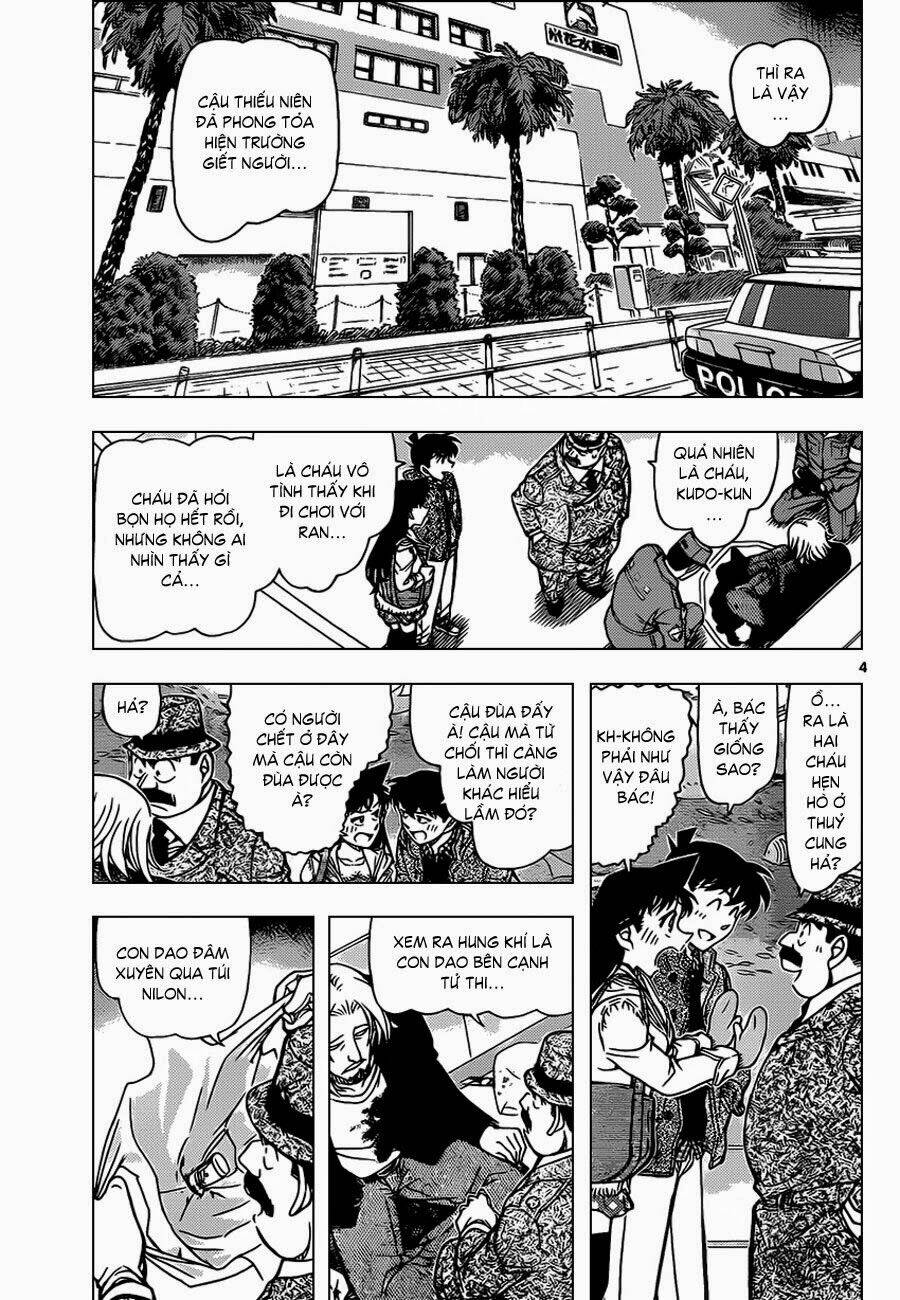 州花水族園
THÌ RA
LÀ VẬY
...
CẬU THIẾU NIÊN
ĐÃ PHONG TỎA
HIỆN TRƯỜNG
GIẾT NGƯỜI...
POLICE
QUẢ NHIÊN
LÀ CHÁU,
KUDO-KUN
...
LÀ CHÁU VÔ
TÌNH THẤY KHI
ĐI CHƠI VỚI
RAN...
CHÁU ĐÃ HỎI
BỌN HỌ HẾT RỒI,
NHƯNG KHÔNG AI
NHÌN THẤY GÌ
CẢ...
4
Ồ...
RA LÀ
HAI
CHÁU
HẸN
HÒ Ở
THUỶ
CUNG
HẢ?
À, BÁC
THẤY
GIỐNG
SAO?
KH-KHÔNG
PHẢI NHƯ
VẬY ĐÂU
BÁC!
CẬU ĐÙA ĐẤY
À! CẬU MÀ TỪ
CHỐI THÌ CÀNG
LÀM NGƯỜI
KHÁC HIỂU
LẦM ĐÓ?
CÓ NGƯỜI
CHẾT Ở ĐÂY
MÀ CẬU CÒN
ĐÙA ĐƯỢC
À?
HẢ?
XEM RA HUNG KHÍ LÀ
CON DAO BÊN CẠNH
TỬ THI...
CON DAO ĐÂM
XUYÊN QUA TÚI
NILON...